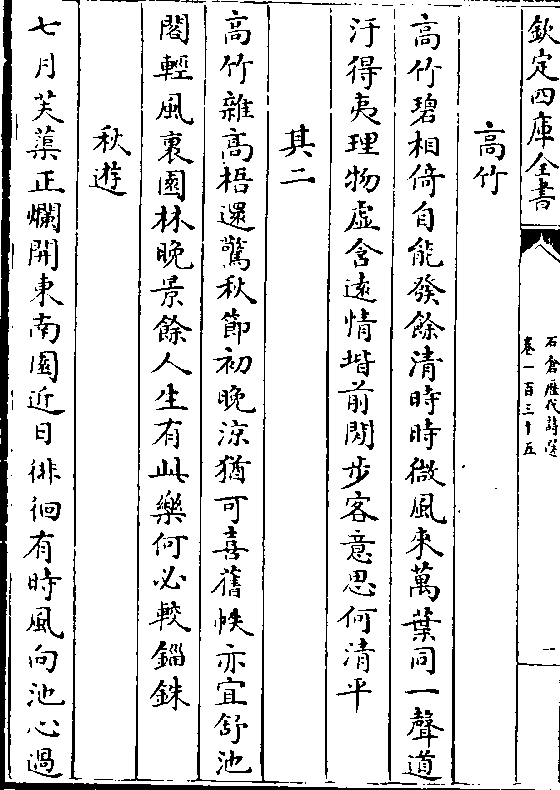 欽定四庫全書
石倉歷代詩選
卷一百三十五
一
高竹
高竹碧相倚自能發餘清時時微風來萬葉同一聲道
汙得夷理物虛含遠情堦前閒步客意思何清平
其二
高竹雜高梧還驚秋節初晚涼猶可喜舊帙亦宜舒池
閣輕風裏園林晚景餘人生有此樂何必較錙銖
秋遊
七月芙蕖正爛開東南園近日徘徊有時風向池心過